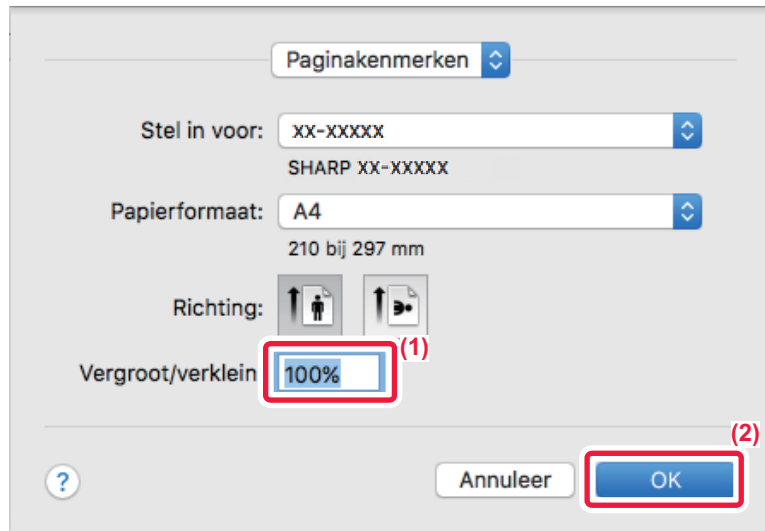 Paginakenmerken
Stel in voor: XX-XXXXX
SHARP XX-XXXXX
Papierformaat: A4
210 bij 297 mm
Richting:
(1)
Vergroot/verklein 100%
(2)
? Annuleer OK